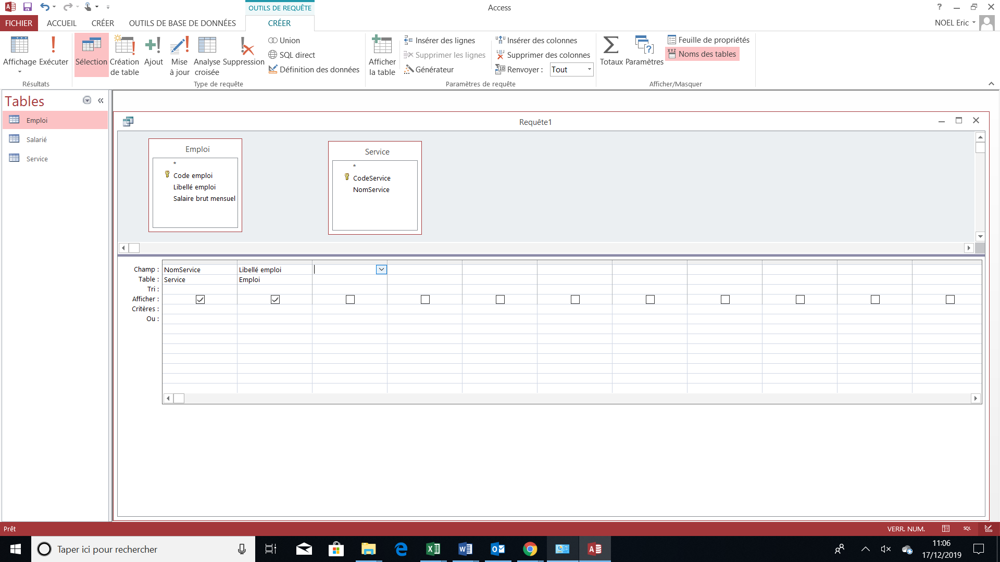 OUTILS DE REQUÊTE
Access
?
FICHIER
ACCUEIL
CRÉER
OUTILS DE BASE DE DONNÉES
CRÉER
NOEL Eric
Affichage
Exécuter
Résultats
Sélection
Création
de table
Ajout
Mise
à jour
Analyse
croisée
Suppression
Union
SQL direct
Définition des données
Type de requête
Afficher
la table
Insérer des lignes
Supprimer les lignes
Générateur
Insérer des colonnes
Supprimer des colonnes
Renvoyer :
Tout
Paramètres de requête
Totaux
Paramètres
Feuille de propriétés
Noms des tables
Afficher/Masquer
Tables
Emploi
Salarié
Service
Requête1
Emploi
*
Code emploi
Libellé emploi
Salaire brut mensuel
Service
*
CodeService
NomService
Champ : NomService Libellé emploi
Table : Service Emploi
Tri :
Afficher :
Critères :
Ou :
Prêt
VERR. NUM.
SQL
Taper ici pour rechercher
11:06
17/12/2019